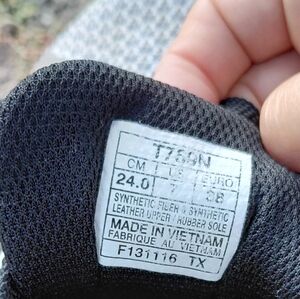 T789N
CM US EURO
24.0 7 38
SYNTHETIC FIBER & SYNTHETIC
LEATHER UPPER / RUBBER SOLE
MADE IN VIETNAM
FABRIQUE AU VIETNAM
F131116 TX